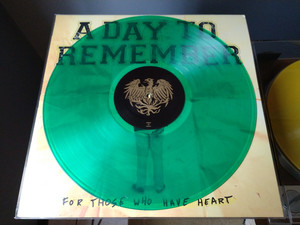 A DAY TO
REMEMBER
FOR THOSE WHO HAVE HEART